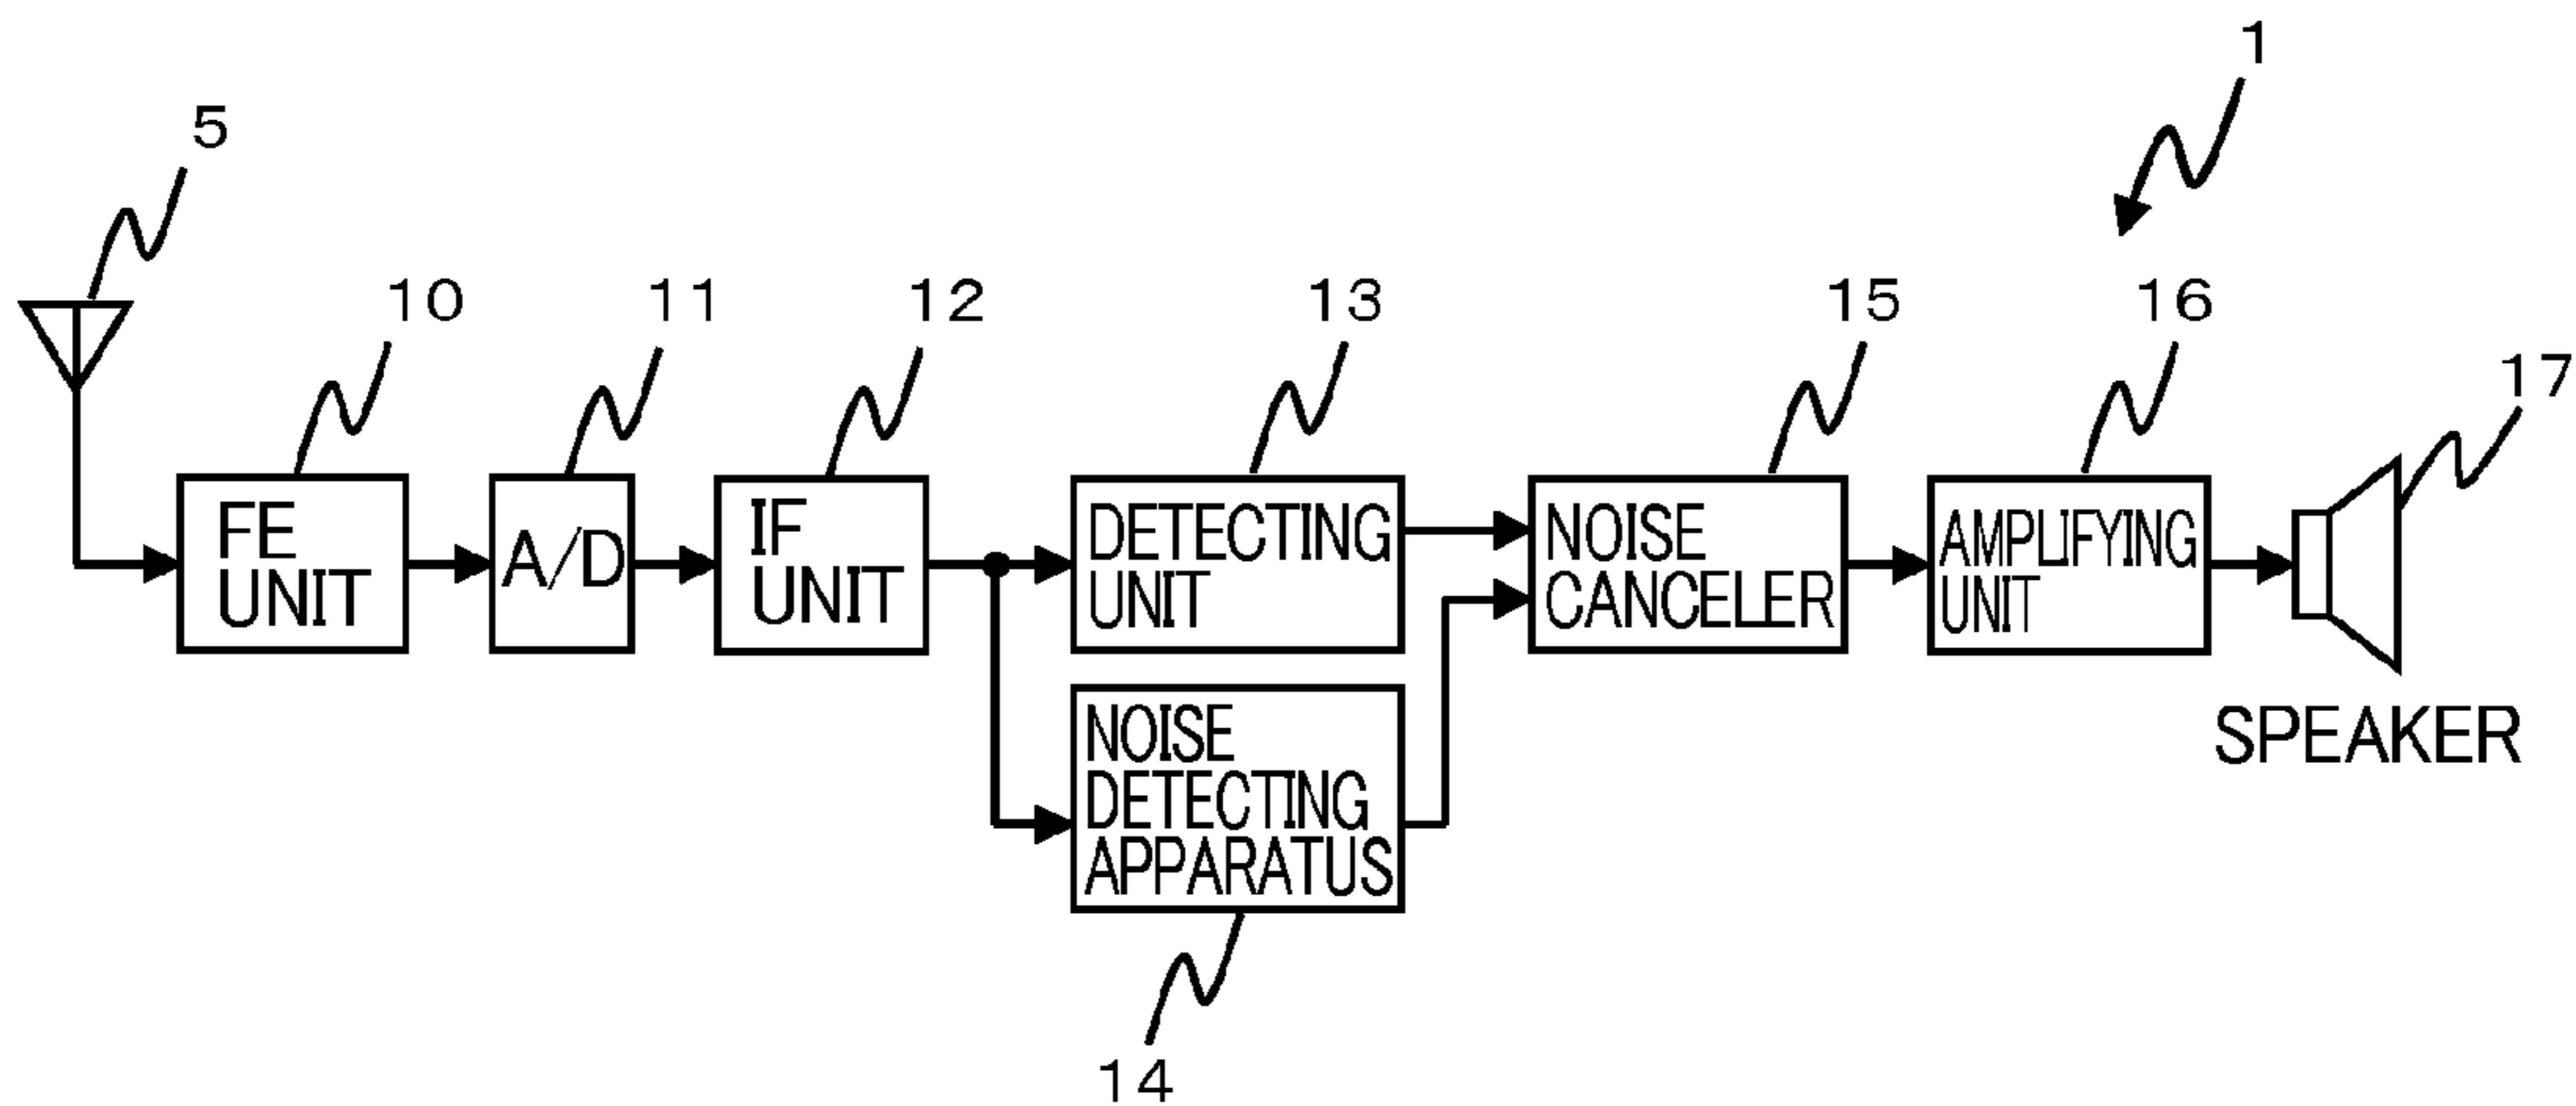 1
5
10
11
12
13
15
16
17
FE
UNIT
A/D
IF
UNIT
DETECTING
UNIT
NOISE
CANCELER
AMPLIFYING
UNIT
NOISE
DETECTING
APPARATUS
SPEAKER
14